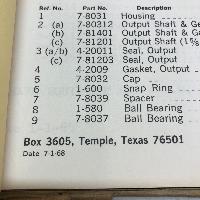 Ref. No. Part No. Description
1 7-8031 Housing
2 (a) 7-80312 Output Shaft & Ge
(b) 7-81401 Output Shaft & Ge
(c) 7-81201 Output Shaft (1⅜
3 (a/b) 4-20011 Seal, Output
(c) 7-81203 Seal, Output
4 4-2009 Gasket, Output
5 7-8032 Cap
6 1-600 Snap Ring
7 7-8039 Spacer
8 1-580 Ball Bearing
9 7-8037 Ball Bearing
Box 3605, Temple, Texas 76501
Date 7-1-68